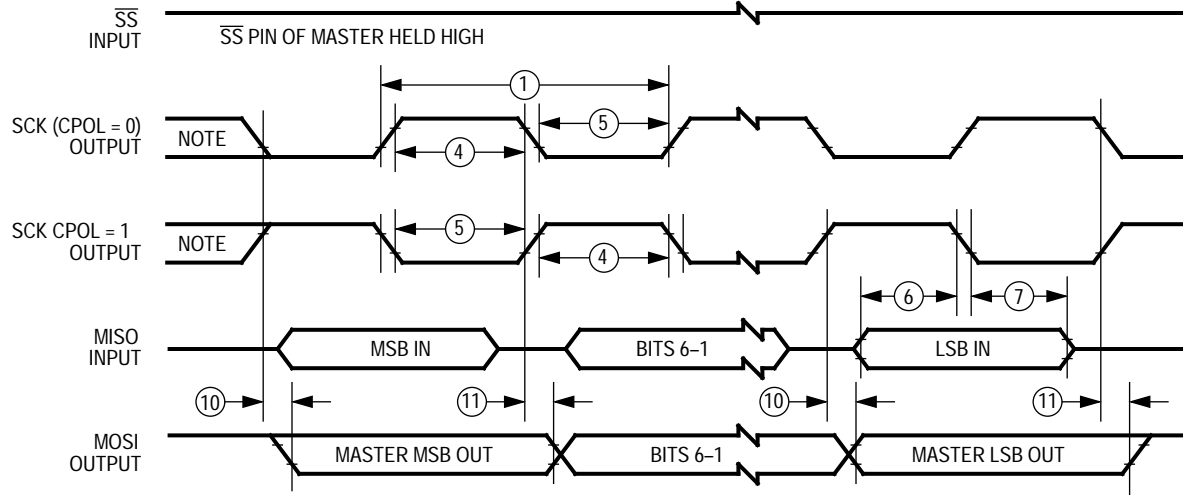 SS
INPUT
SS PIN OF MASTER HELD HIGH
1
SCK (CPOL = 0)
OUTPUT
NOTE
5
4
SCK CPOL = 1
OUTPUT
NOTE
5
4
6
7
MISO
INPUT
MSB IN
BITS 6–1
LSB IN
10
11
10
11
MOSI
OUTPUT
MASTER MSB OUT
BITS 6–1
MASTER LSB OUT